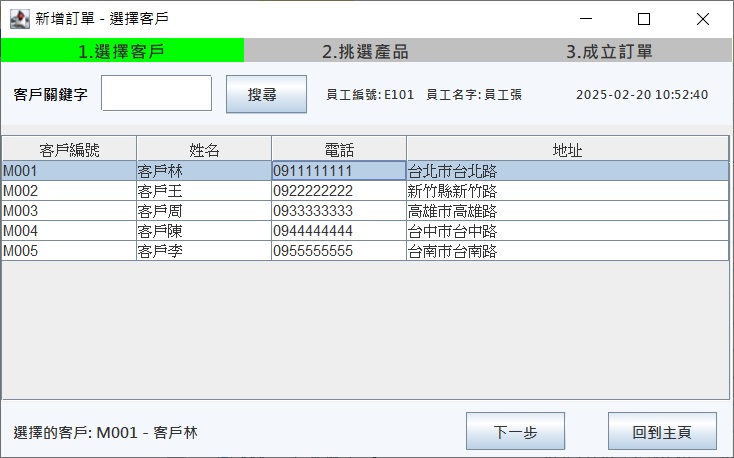 新增訂單 - 選擇客戶
1.選擇客戶 2.挑選產品 3.成立訂單
客戶關鍵字 搜尋 員工編號: E101 員工名字: 員工張 2025-02-20 10:52:40
客戶編號 姓名 電話 地址
M001 客戶林 0911111111 台北市台北路
M002 客戶王 0922222222 新竹縣新竹路
M003 客戶周 0933333333 高雄市高雄路
M004 客戶陳 0944444444 台中市台中路
M005 客戶李 0955555555 台南市台南路
選擇的客戶: M001 - 客戶林 下一步 回到主頁